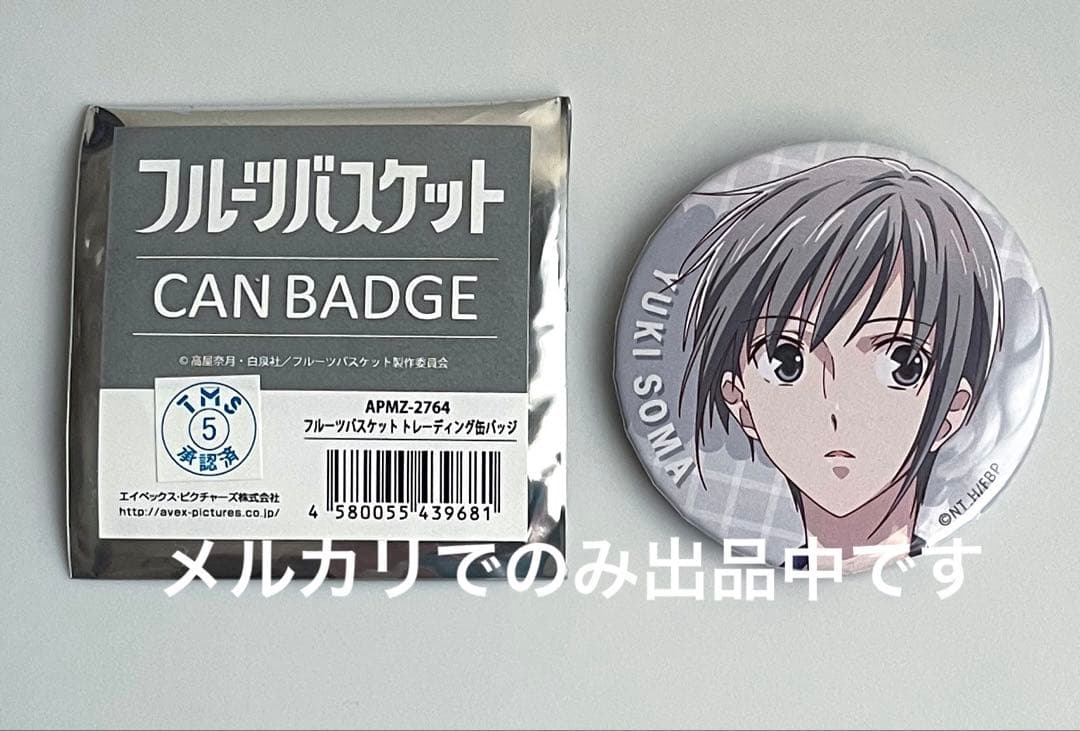 フルーツバスケット
CAN BADGE
©高屋奈月・白泉社／フルーツバスケット製作委員会
TMS
5
承認済
APMZ-2764
フルーツバスケット トレーディング缶バッジ
エイベックス・ピクチャーズ株式会社
http://avex-pictures.co.jp/
4 580055 439681
YUKI SOMA
©NT_H/FBP
メルカリでのみ出品中です